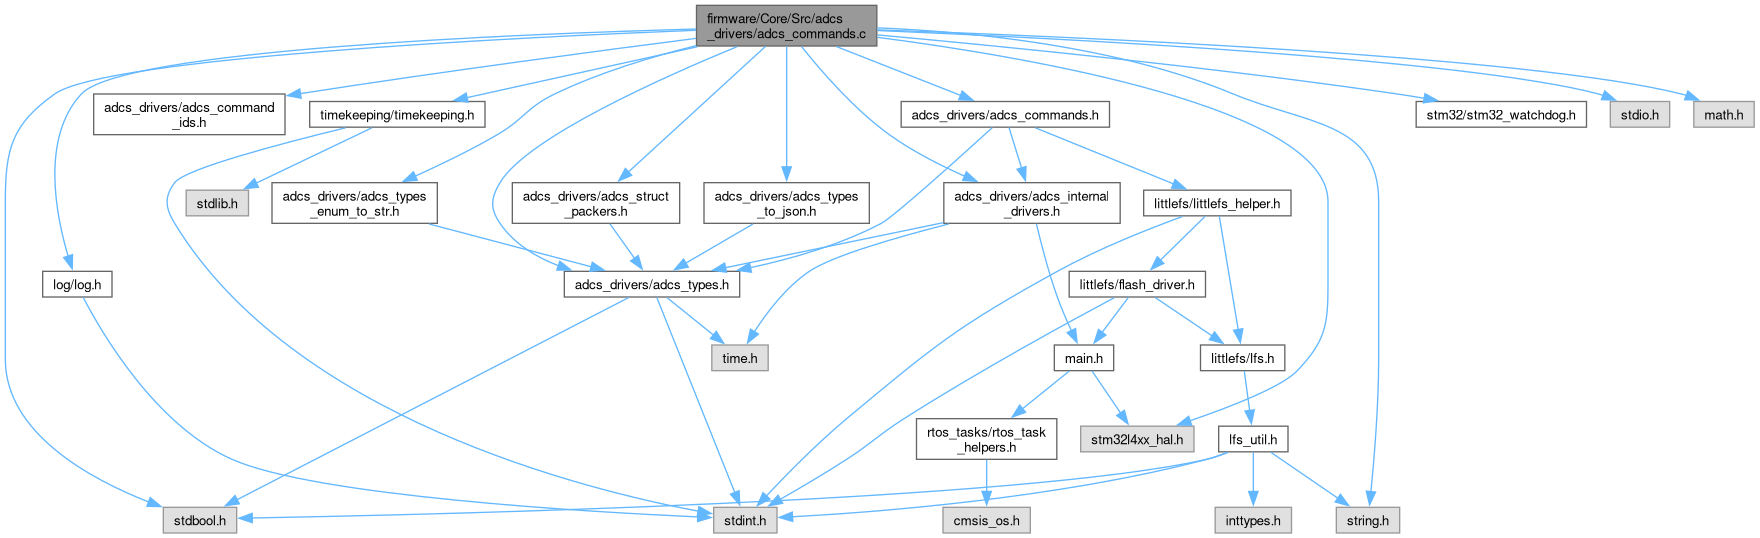 firmware/Core/Src/adcs
_drivers/adcs_commands.c
adcs_drivers/adcs_command
_ids.h
timekeeping/timekeeping.h
adcs_drivers/adcs_commands.h
stm32/stm32_watchdog.h
stdio.h
math.h
stdlib.h
adcs_drivers/adcs_types
_enum_to_str.h
adcs_drivers/adcs_struct
_packers.h
adcs_drivers/adcs_types
_to_json.h
adcs_drivers/adcs_internal
_drivers.h
littlefs/littlefs_helper.h
log/log.h
adcs_drivers/adcs_types.h
littlefs/flash_driver.h
time.h
main.h
littlefs/lfs.h
rtos_tasks/rtos_task
_helpers.h
stm32l4xx_hal.h
lfs_util.h
stdbool.h
stdint.h
cmsis_os.h
inttypes.h
string.h